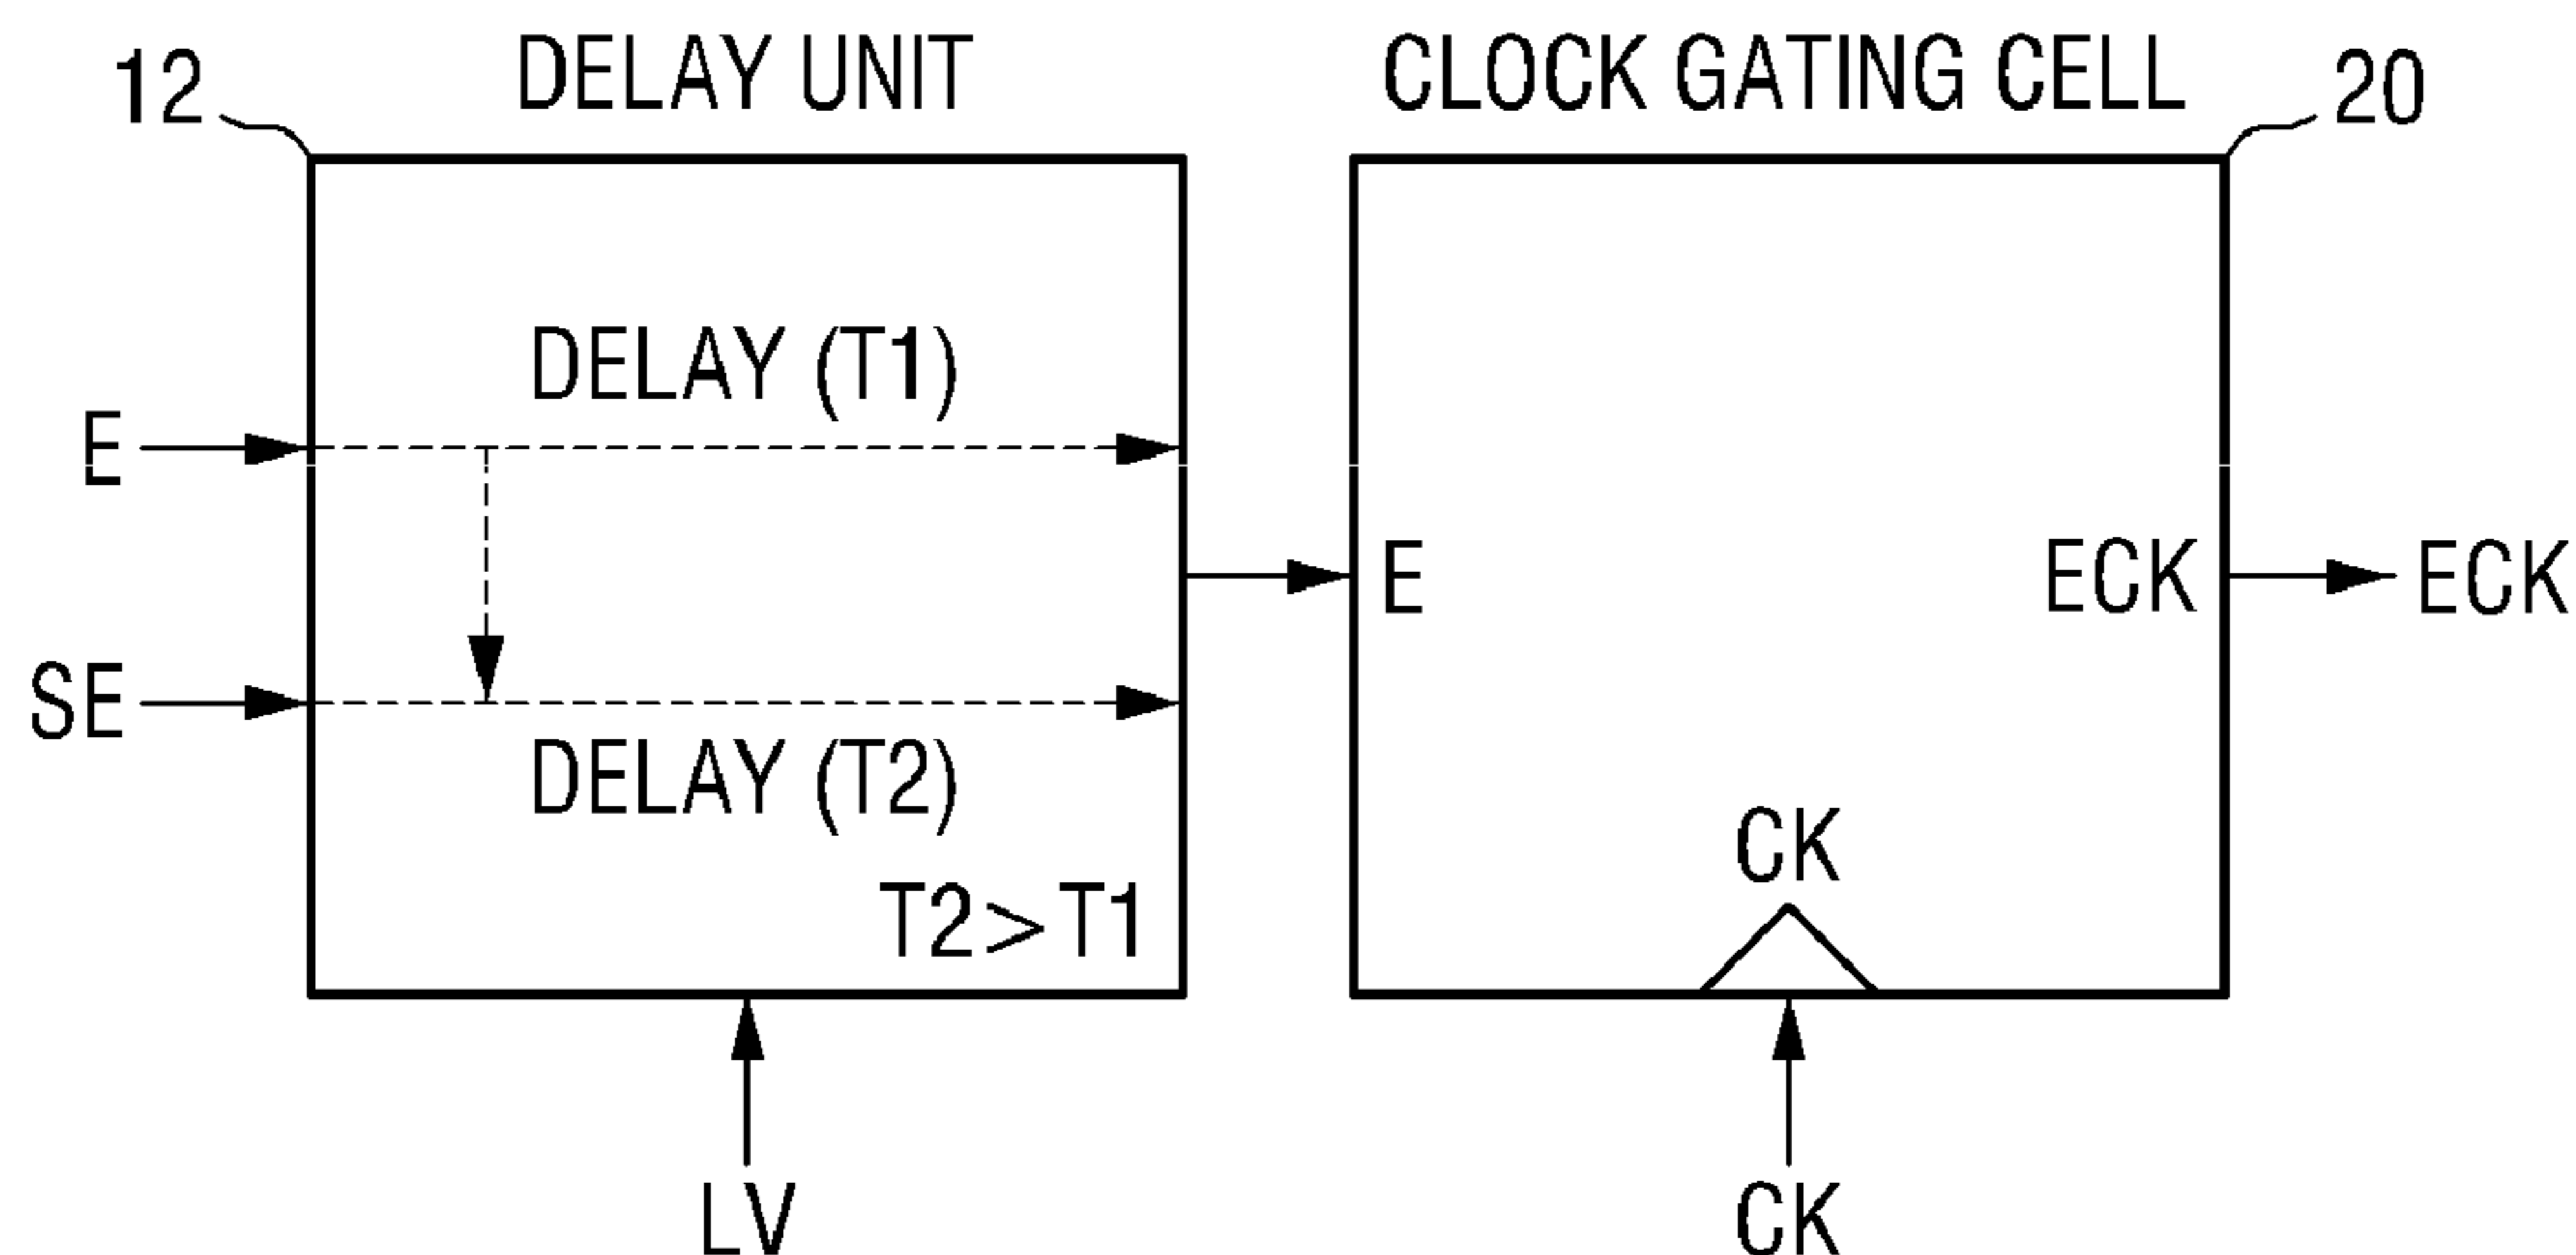 12 DELAY UNIT CLOCK GATING CELL 20
DELAY (T1)
E
E ECK ECK
SE
DELAY (T2)
CK
T2>T1
LV CK